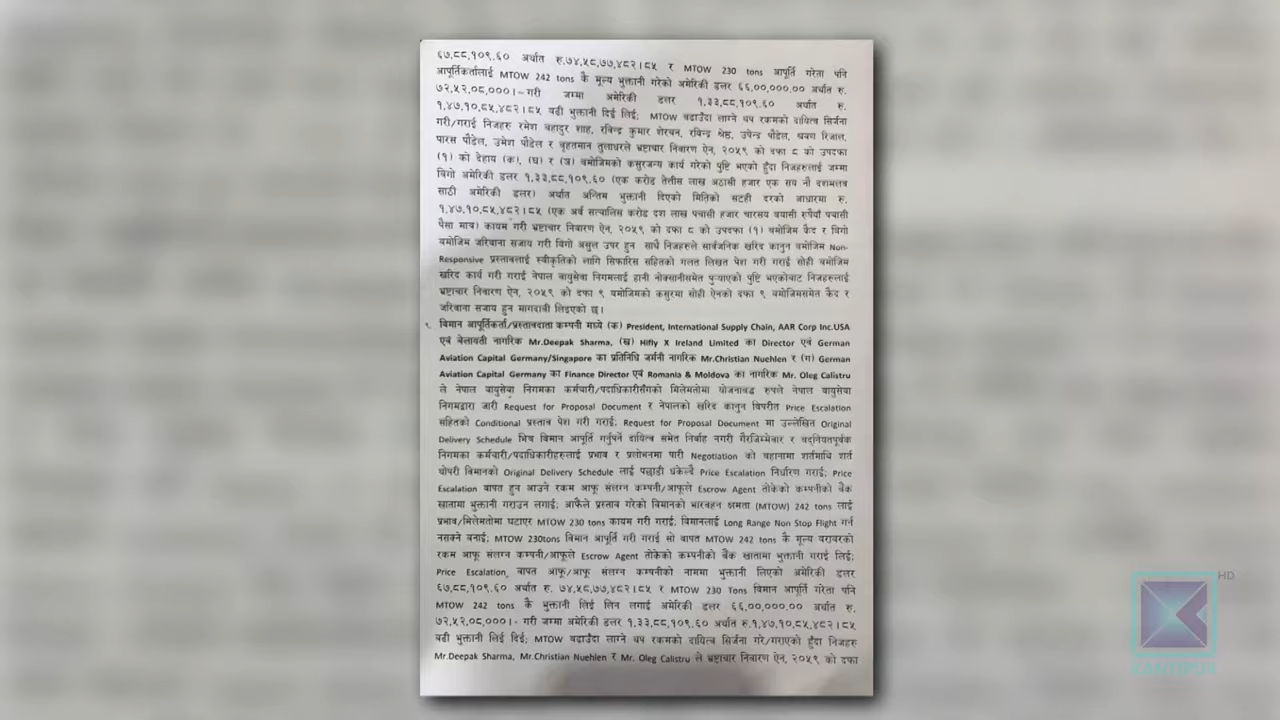 ६७,८८,१०९.६० अर्थात रु.७४,५८,७७,४८२।८५ र MTOW 230 tons आपूर्ति गरेता पनि
आपूर्तिकर्तालाई MTOW 242 tons कै मूल्य भुक्तानी गरेको अमेरिकी डलर ६६,००,०००.०० अर्थात रु.
७२,५२,०८,०००।– गरी जम्मा अमेरिकी डलर १,३३,८८,१०९.६० अर्थात रु.
१,४७,१०,८५,४८२।८५ बढी भुक्तानी दिई लिई; MTOW बढाउँदा लाग्ने थप रकमको दायित्व सिर्जना
गरी/गराई निजहरु रमेश बहादुर शाह, रविन्द्र कुमार शेरचन, रविन्द्र श्रेष्ठ, उपेन्द्र पौडेल, श्रवण रिजाल,
पारस पौडेल, उमेश पौडेल र बृहतमान तुलाधरले भ्रष्टाचार निवारण ऐन, २०५९ को दफा ८ को उपदफा
(१) को देहाय (क), (घ) र (ञ) बमोजिमको कसुरजन्य कार्य गरेको पुष्टि भएको हुँदा निजहरुलाई जम्मा
बिगो अमेरिकी डलर १,३३,८८,१०९.६० (एक करोड तेत्तीस लाख अठासी हजार एक सय नौ दशमलव
साठी अमेरिकी डलर) अर्थात अन्तिम भुक्तानी दिएको मितिको सटही दरको आधारमा रु.
१,४७,१०,८५,४८२।८५ (एक अर्ब सत्चालिस करोड दश लाख पचासी हजार चारसय बयासी रुपैयाँ पचासी
पैसा मात्र) कायम गरी भ्रष्टाचार निवारण ऐन, २०५९ को दफा ८ को उपदफा (१) बमोजिम कैद र बिगो
बमोजिम जरिवाना सजाय गरी बिगो असुल उपर हुन साथै निजहरुले सार्वजनिक खरिद कानुन बमोजिम Non-
Responsive प्रस्तावलाई स्वीकृतिको लागि सिफारिस सहितको गलत लिखत पेश गरी गराई सोही बमोजिम
खरिद कार्य गरी गराई नेपाल वायुसेवा निगमलाई हानी नोक्सानीसमेत पुर्‍याएको पुष्टि भएकोबाट निजहरुलाई
भ्रष्टाचार निवारण ऐन, २०५९ को दफा ९ बमोजिमको कसुरमा सोही ऐनको दफा ९ बमोजिमसमेत कैद र
जरिवाना सजाय हुन मागदाबी लिइएको छ।
९. विमान आपूर्तिकर्ता/प्रस्तावदाता कम्पनी मध्ये (क) President, International Supply Chain, AAR Corp Inc.USA
एवं बेलायती नागरिक Mr.Deepak Sharma, (ख) Hifly X Ireland Limited का Director एवं German
Aviation Capital Germany/Singapore का प्रतिनिधि जर्मनी नागरिक Mr.Christian Nuehlen र (ग) German
Aviation Capital Germany का Finance Director एवं Romania & Moldova का नागरिक Mr. Oleg Calistru
ले नेपाल वायुसेवा निगमका कर्मचारी/पदाधिकारीसँगको मिलेमतोमा योजनाबद्ध रुपले नेपाल वायुसेवा
निगमद्वारा जारी Request for Proposal Document र नेपालको खरिद कानुन विपरीत Price Escalation
सहितको Conditional प्रस्ताव पेश गरी गराई; Request for Proposal Document मा उल्लेखित Original
Delivery Schedule भित्र विमान आपूर्ति गर्नुपर्ने दायित्व समेत निर्वाह नगरी गैरजिम्मेवार र बदनियतपूर्वक
निगमका कर्मचारी/पदाधिकारीहरुलाई प्रभाव र प्रलोभनमा पारी Negotiation को बहानामा शर्तमाथि शर्त
थोपरी विमानको Original Delivery Schedule लाई पछाडी धकेल्दै Price Escalation निर्धारण गराई; Price
Escalation बापत हुन आउने रकम आफू संलग्न कम्पनी/आफूले Escrow Agent तोकेको कम्पनीको बैंक
खातामा भुक्तानी गराउन लगाई; आफैंले प्रस्ताव गरेको विमानको भारवहन क्षमता (MTOW) 242 tons लाई
प्रभाव/मिलेमतोमा घटाएर MTOW 230 tons कायम गरी गराई; विमानलाई Long Range Non Stop Flight गर्न
नसक्ने बनाई; MTOW 230tons विमान आपूर्ति गरी गराई सो बापत MTOW 242 tons कै मूल्य बराबरको
रकम आफू संलग्न कम्पनी/आफूले Escrow Agent तोकेको कम्पनीको बैंक खातामा भुक्तानी गराई लिई;
Price Escalation बापत आफू/आफू संलग्न कम्पनीको नाममा भुक्तानी लिएको अमेरिकी डलर
६७,८८,१०९.६० अर्थात रु. ७४,५८,७७,४८२।८५ र MTOW 230 Tons विमान आपूर्ति गरेता पनि
MTOW 242 tons कै भुक्तानी लिई लिन लगाई अमेरिकी डलर ६६,००,०००.०० अर्थात रु.
७२,५२,०८,०००।- गरी जम्मा अमेरिकी डलर १,३३,८८,१०९.६० अर्थात रु.१,४७,१०,८५,४८२।८५
बढी भुक्तानी लिई दिई; MTOW बढाउँदा लाग्ने थप रकमको दायित्व सिर्जना गरे/गराएको हुँदा निजहरु
Mr.Deepak Sharma, Mr.Christian Nuehlen र Mr. Oleg Calistru ले भ्रष्टाचार निवारण ऐन, २०५९ को दफा
HD
KANTIPUR